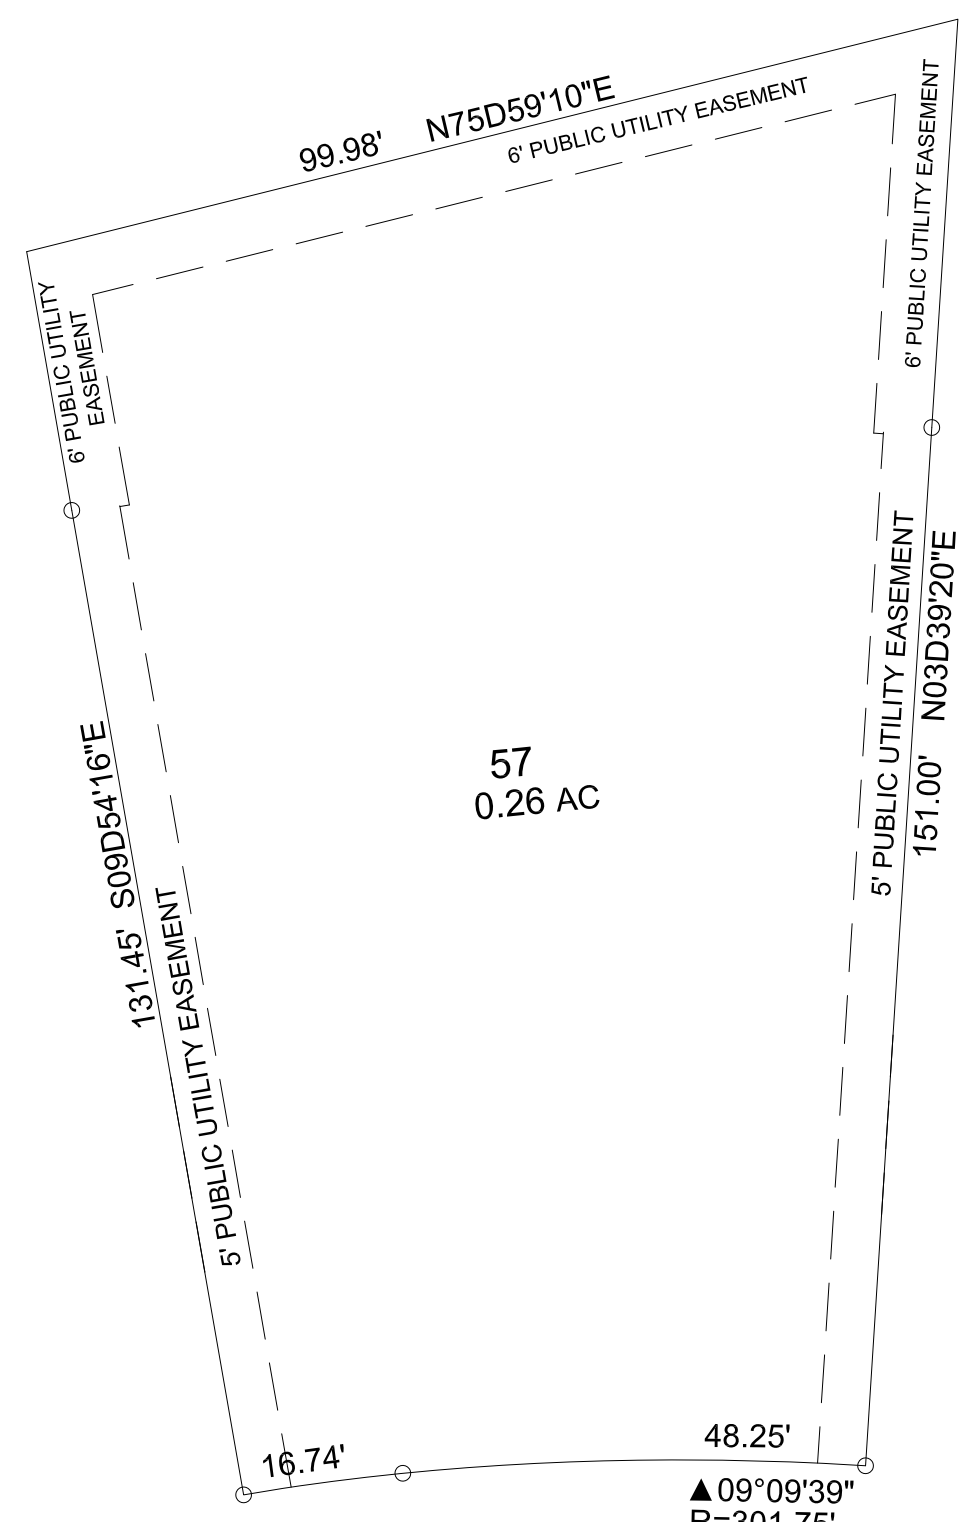 99.98' N75D59'10"E
6' PUBLIC UTILITY EASEMENT
6' PUBLIC UTILITY EASEMENT
6' PUBLIC UTILITY
EASEMENT
131.45' S09D54'16"E
5' PUBLIC UTILITY EASEMENT
57
0.26 AC
5' PUBLIC UTILITY EASEMENT
151.00' N03D39'20"E
16.74'
48.25'
▲09°09'39"
R=301.75'